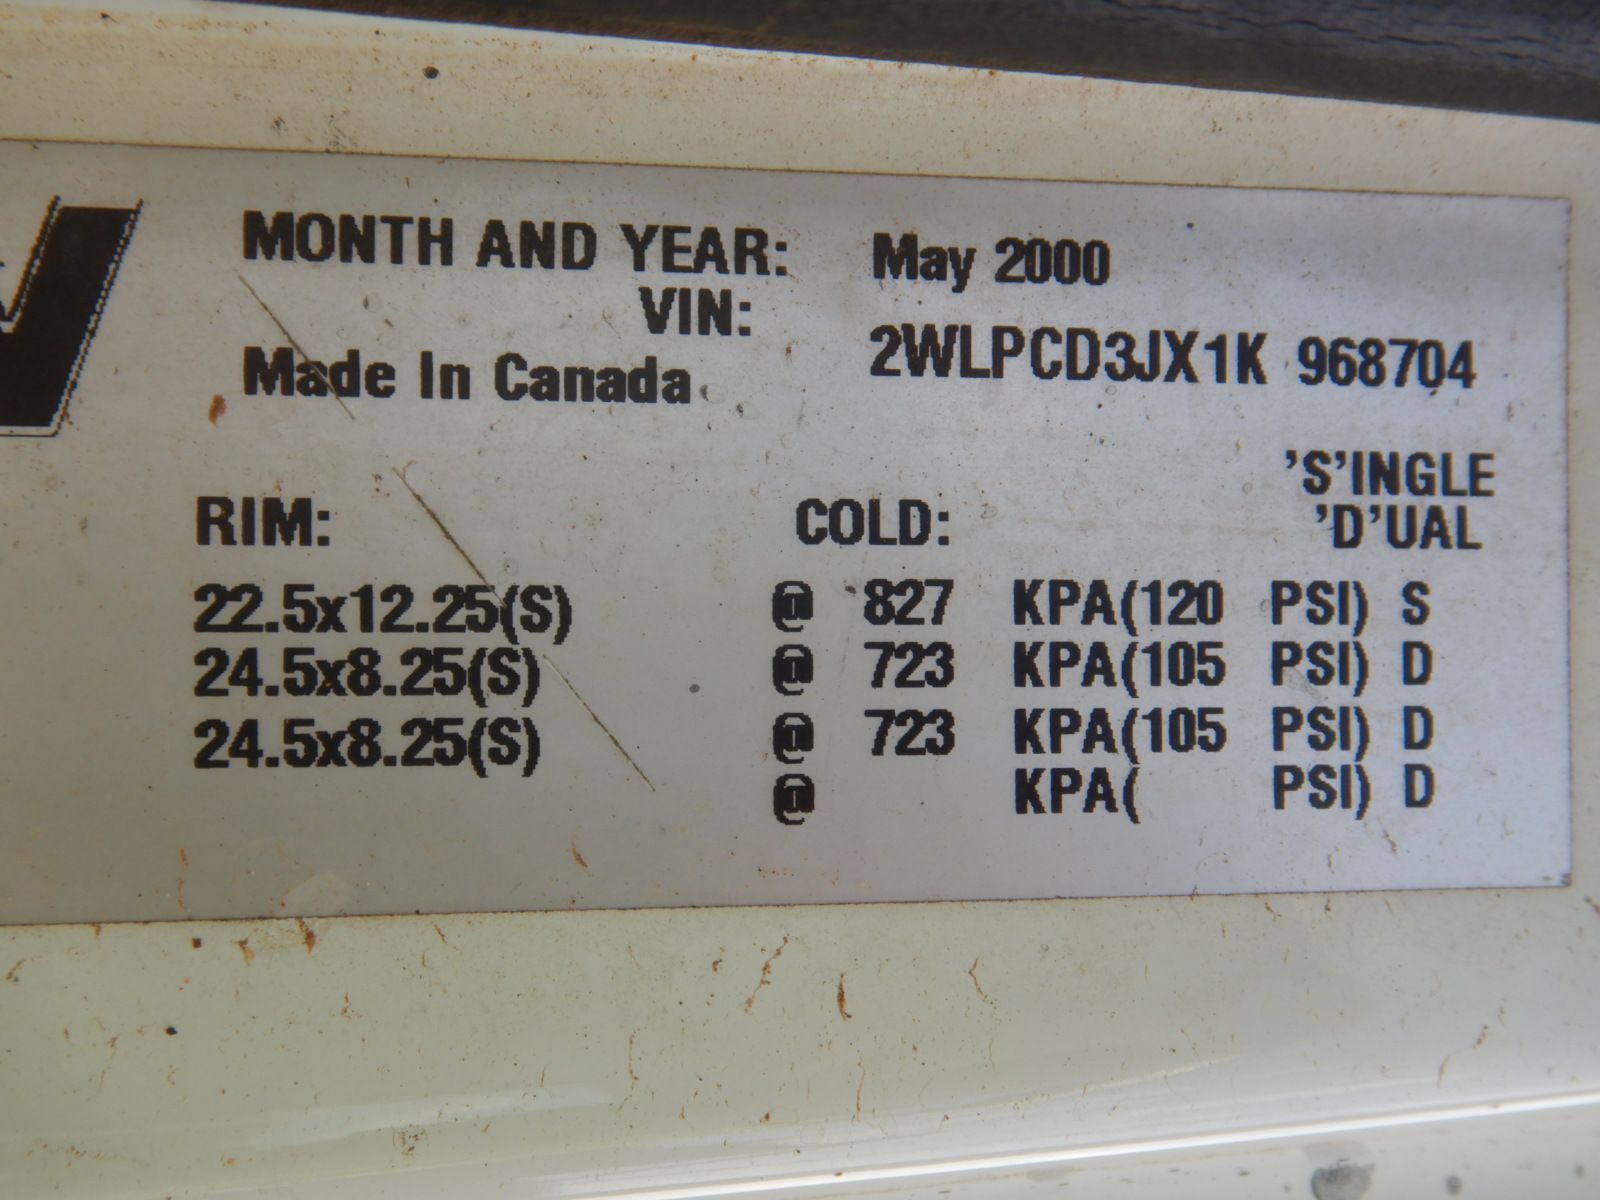 MONTH AND YEAR: May 2000
VIN: 2WLPCD3JX1K 968704
Made In Canada
'S'INGLE
RIM: COLD: 'D'UAL
22.5x12.25(S) @ 827 KPA(120 PSI) S
24.5x8.25(S) @ 723 KPA(105 PSI) D
24.5x8.25(S) @ 723 KPA(105 PSI) D
@ KPA( PSI) D